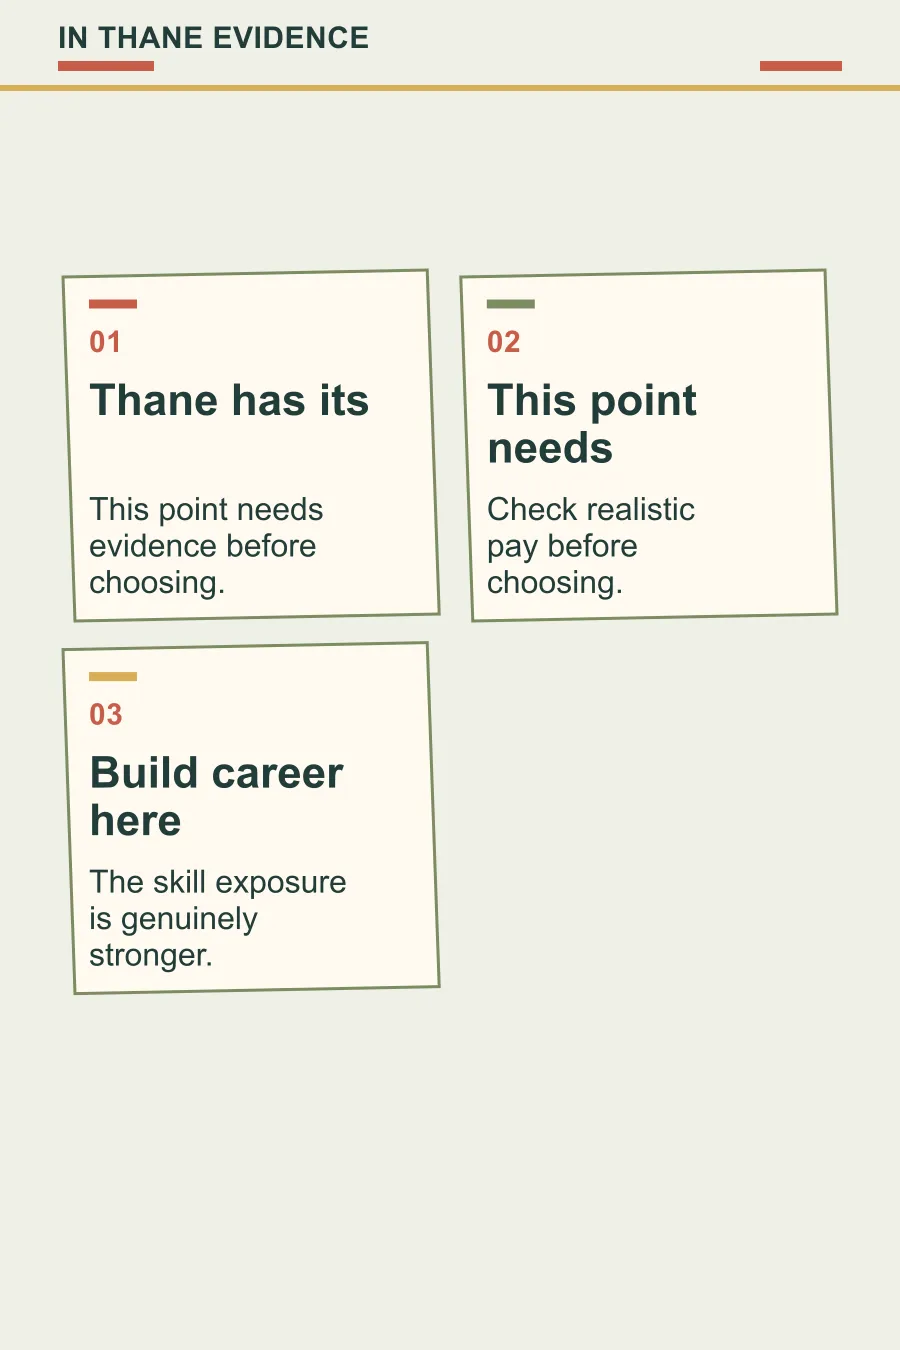 IN THANE EVIDENCE
01
Thane has its
This point needs
evidence before
choosing.
02
This point
needs
Check realistic
pay before
choosing.
03
Build career
here
The skill exposure
is genuinely
stronger.